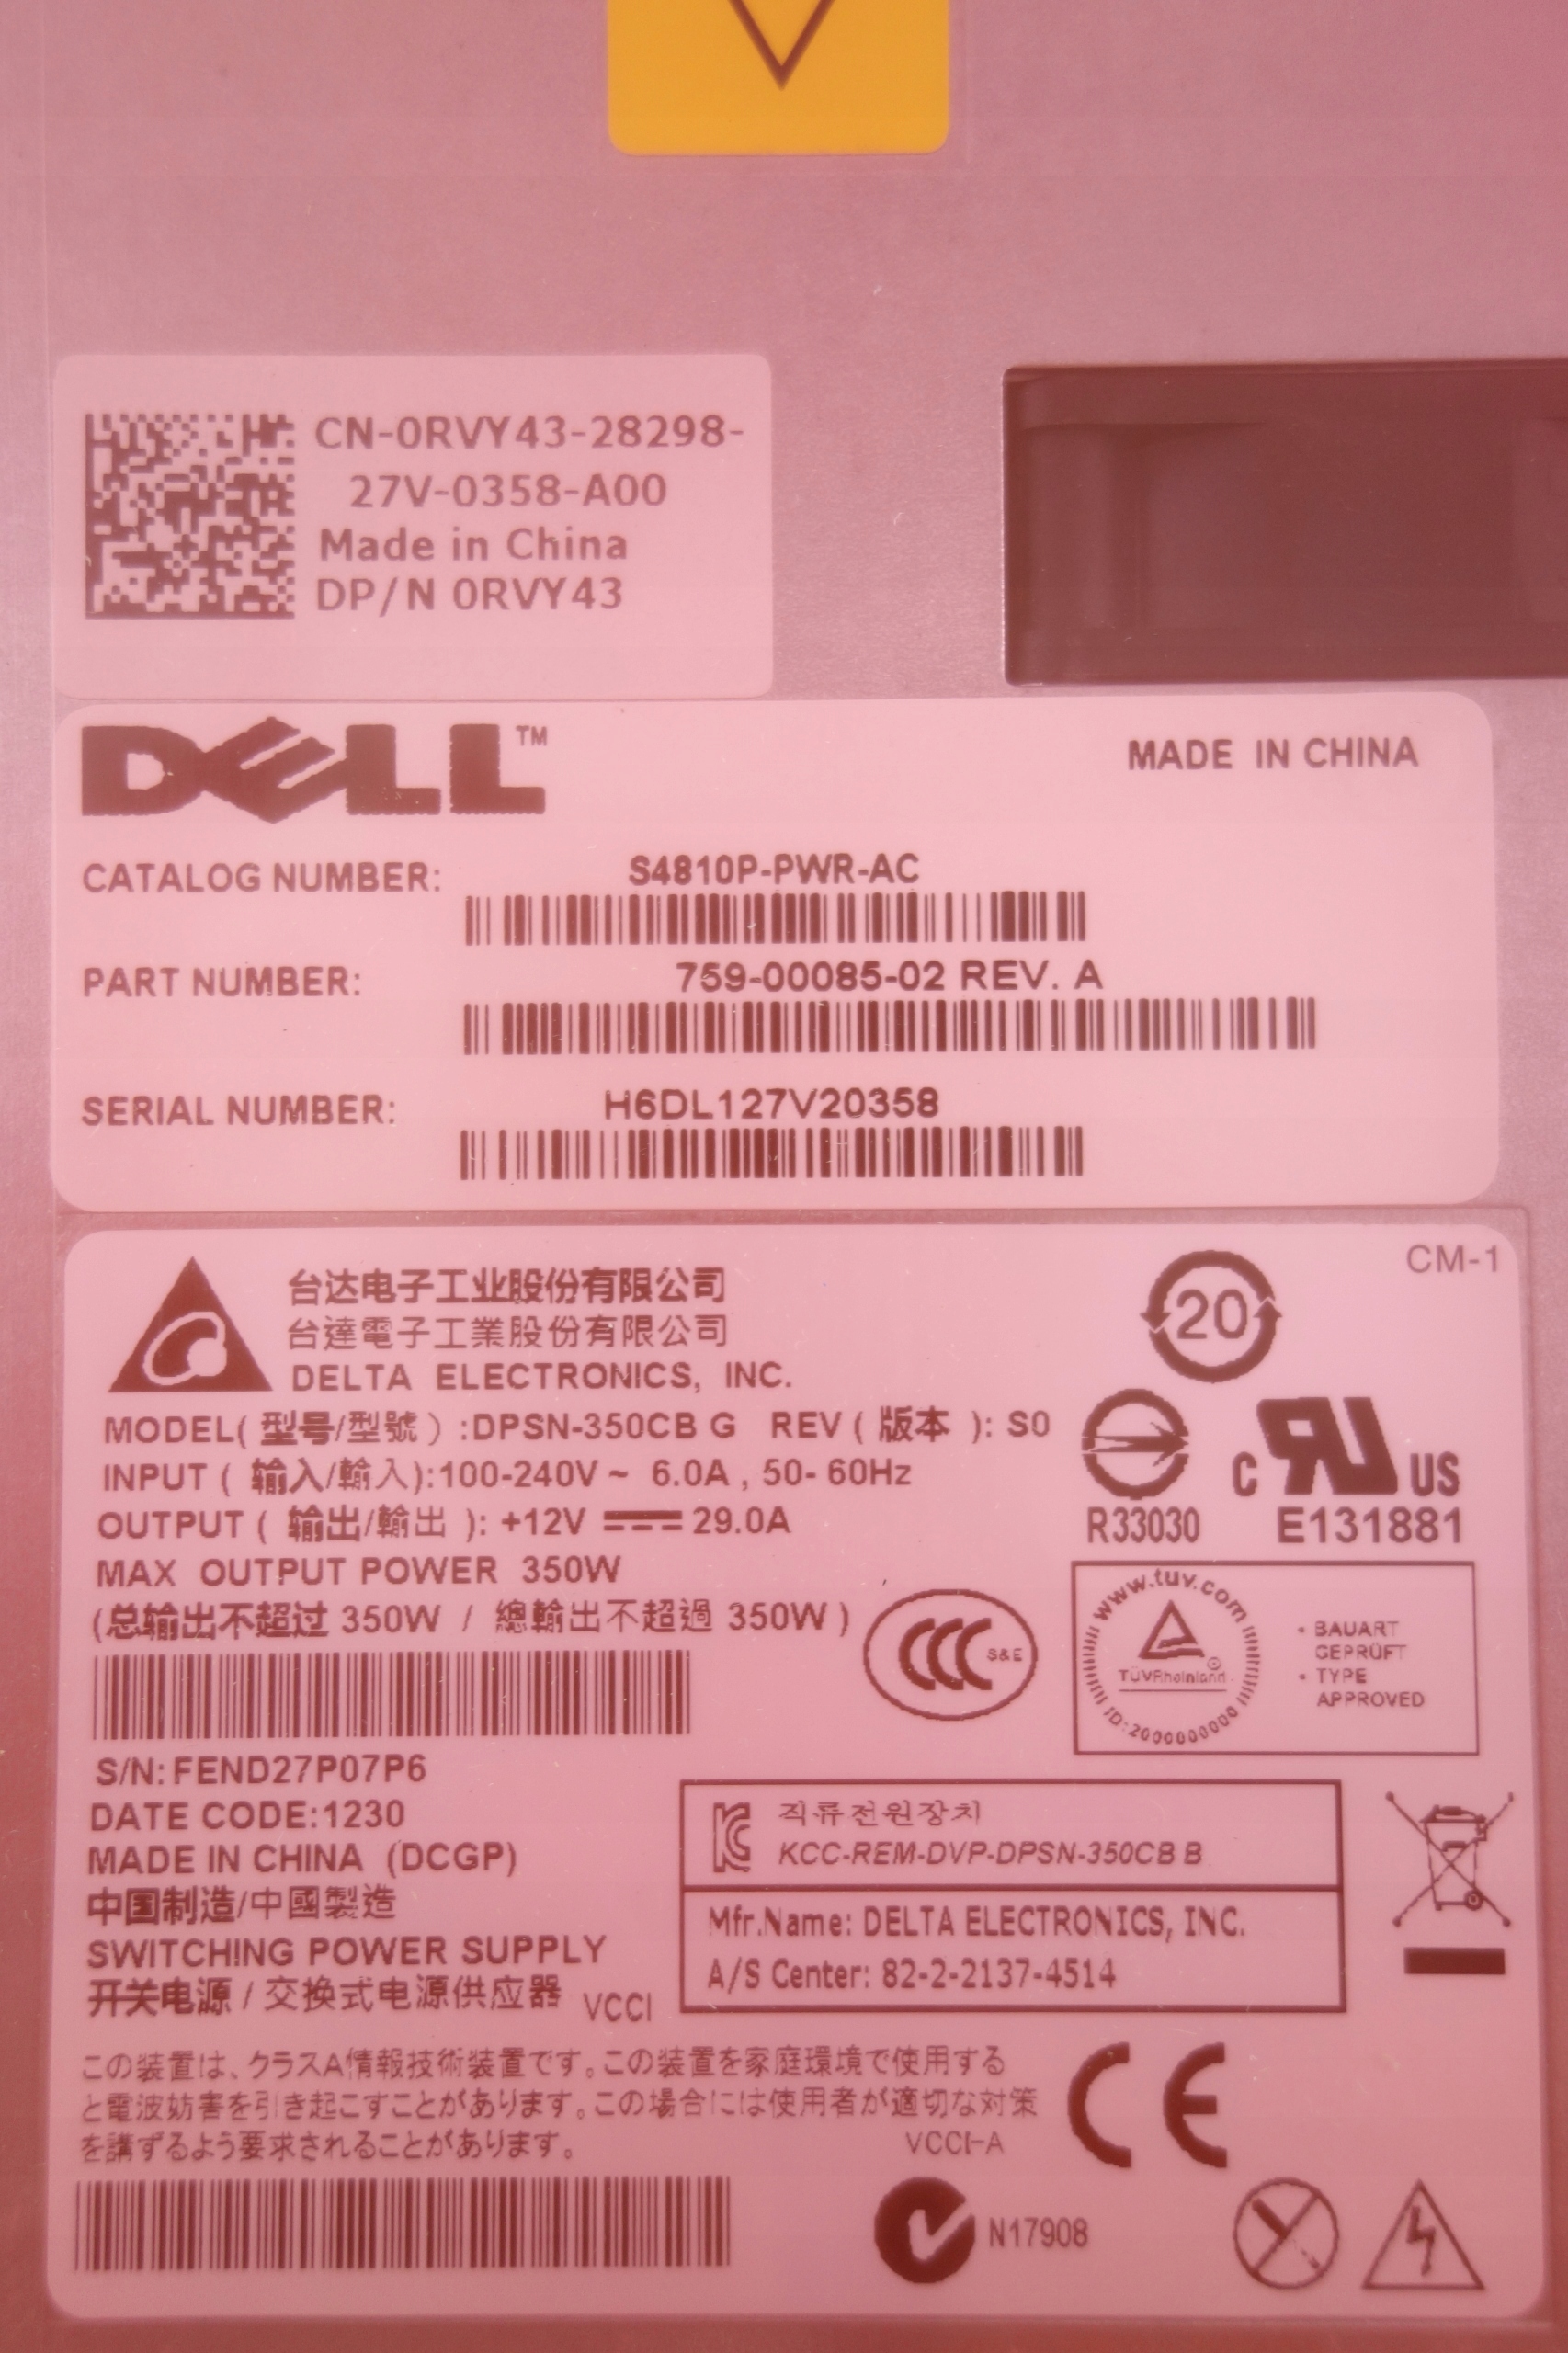 CN-0RVY43-28298-
27V-0358-A00
Made in China
DP/N 0RVY43
DELL™
MADE IN CHINA
CATALOG NUMBER: S4810P-PWR-AC
PART NUMBER: 759-00085-02 REV. A
SERIAL NUMBER: H6DL127V20358
CM-1
台达电子工业股份有限公司
台達電子工業股份有限公司
DELTA ELECTRONICS, INC.
20
MODEL( 型号/型號 ) :DPSN-350CB G REV ( 版本 ): S0
INPUT ( 输入/輸入):100-240V ~ 6.0A , 50- 60Hz
C UR US
OUTPUT ( 输出/輸出 ): +12V 29.0A
R33030 E131881
MAX OUTPUT POWER 350W
(总输出不超过 350W / 總輸出不超過 350W )
CCC S&E
www.tuv.com
TÜVRheinland ®
ID:2000000000
• BAUART
GEPRÜFT
• TYPE
APPROVED
S/N: FEND27P07P6
DATE CODE:1230
MADE IN CHINA (DCGP)
中国制造/中國製造
SWITCHING POWER SUPPLY
开关电源 / 交换式电源供应器 VCCI
KC 직류전원장치
KCC-REM-DVP-DPSN-350CB B
Mfr.Name: DELTA ELECTRONICS, INC.
A/S Center: 82-2-2137-4514
この装置は、クラスA情報技術装置です。この装置を家庭環境で使用する
と電波妨害を引き起こすことがあります。この場合には使用者が適切な対策
を講ずるよう要求されることがあります。 VCCI-A
CE
N17908